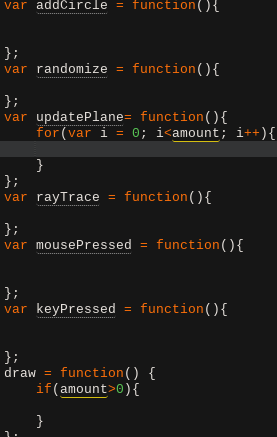 var addCircle = function(){
};
var randomize = function(){
};
var updatePlane= function(){
for(var i = 0; i<amount; i++){
}
};
var rayTrace = function(){
};
var mousePressed = function(){
};
var keyPressed = function(){
};
draw = function() {
if(amount>0){
}
};